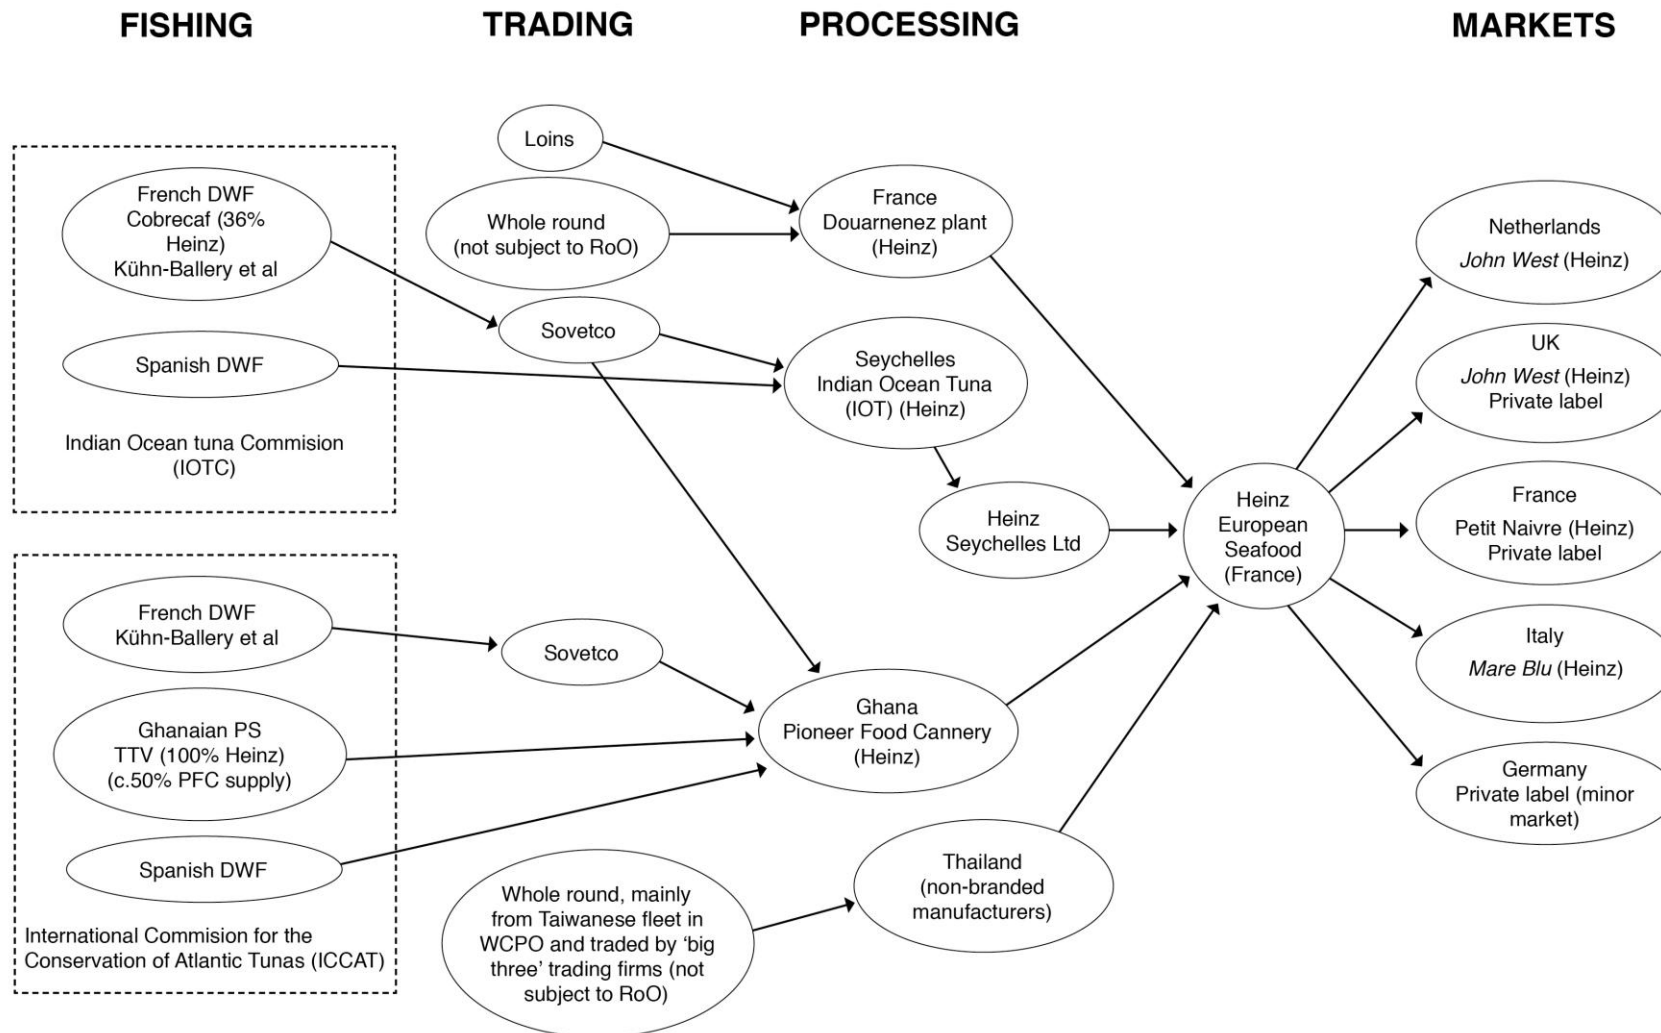 FISHING
TRADING
PROCESSING
MARKETS
French DWF
Cobrecaf (36%
Heinz)
Kühn-Ballery et al
Spanish DWF
Indian Ocean tuna Commision
(IOTC)
French DWF
Kühn-Ballery et al
Ghanaian PS
TTV (100% Heinz)
(c.50% PFC supply)
Spanish DWF
International Commision for the
Conservation of Atlantic Tunas (ICCAT)
Loins
Whole round
(not subject to RoO)
Sovetco
Sovetco
Whole round, mainly
from Taiwanese fleet in
WCPO and traded by ‘big
three’ trading firms (not
subject to RoO)
France
Douarnenez plant
(Heinz)
Seychelles
Indian Ocean Tuna
(IOT) (Heinz)
Heinz
Seychelles Ltd
Ghana
Pioneer Food Cannery
(Heinz)
Thailand
(non-branded
manufacturers)
Heinz
European
Seafood
(France)
Netherlands
John West (Heinz)
UK
John West (Heinz)
Private label
France
Petit Naivre (Heinz)
Private label
Italy
Mare Blu (Heinz)
Germany
Private label (minor
market)